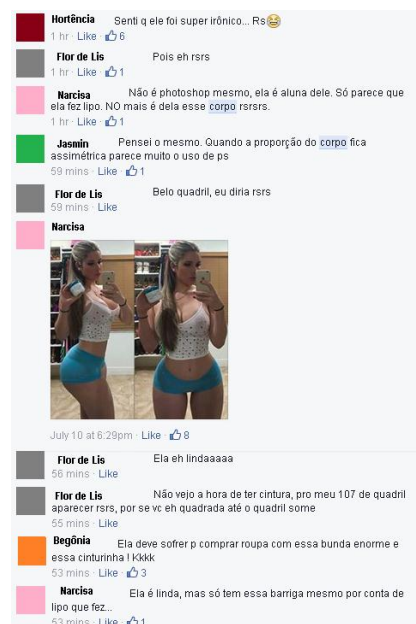 Hortência Senti q ele foi super irônico... Rs
1 hr · Like · 6
Flor de Lis Pois eh rsrs
1 hr · Like · 1
Narcisa Não é photoshop mesmo, ela é aluna dele. Só parece que
ela fez lipo. NO mais é dela esse corpo rsrsrs.
1 hr · Like · 1
Jasmin Pensei o mesmo. Quando a proporção do corpo fica
assimétrica parece muito o uso de ps
59 mins · Like · 1
Flor de Lis Belo quadril, eu diria rsrs
59 mins · Like
Narcisa
July 10 at 6:29pm · Like · 8
Flor de Lis Ela eh lindaaaaa
56 mins · Like
Flor de Lis Não vejo a hora de ter cintura, pro meu 107 de quadril
aparecer rsrs, por se vc eh quadrada até o quadril some
55 mins · Like
Begônia Ela deve sofrer p comprar roupa com essa bunda enorme e
essa cinturinha ! Kkkk
53 mins · Like · 3
Narcisa Ela é linda, mas só tem essa barriga mesmo por conta de
lipo que fez...
53 mins · Like · 1